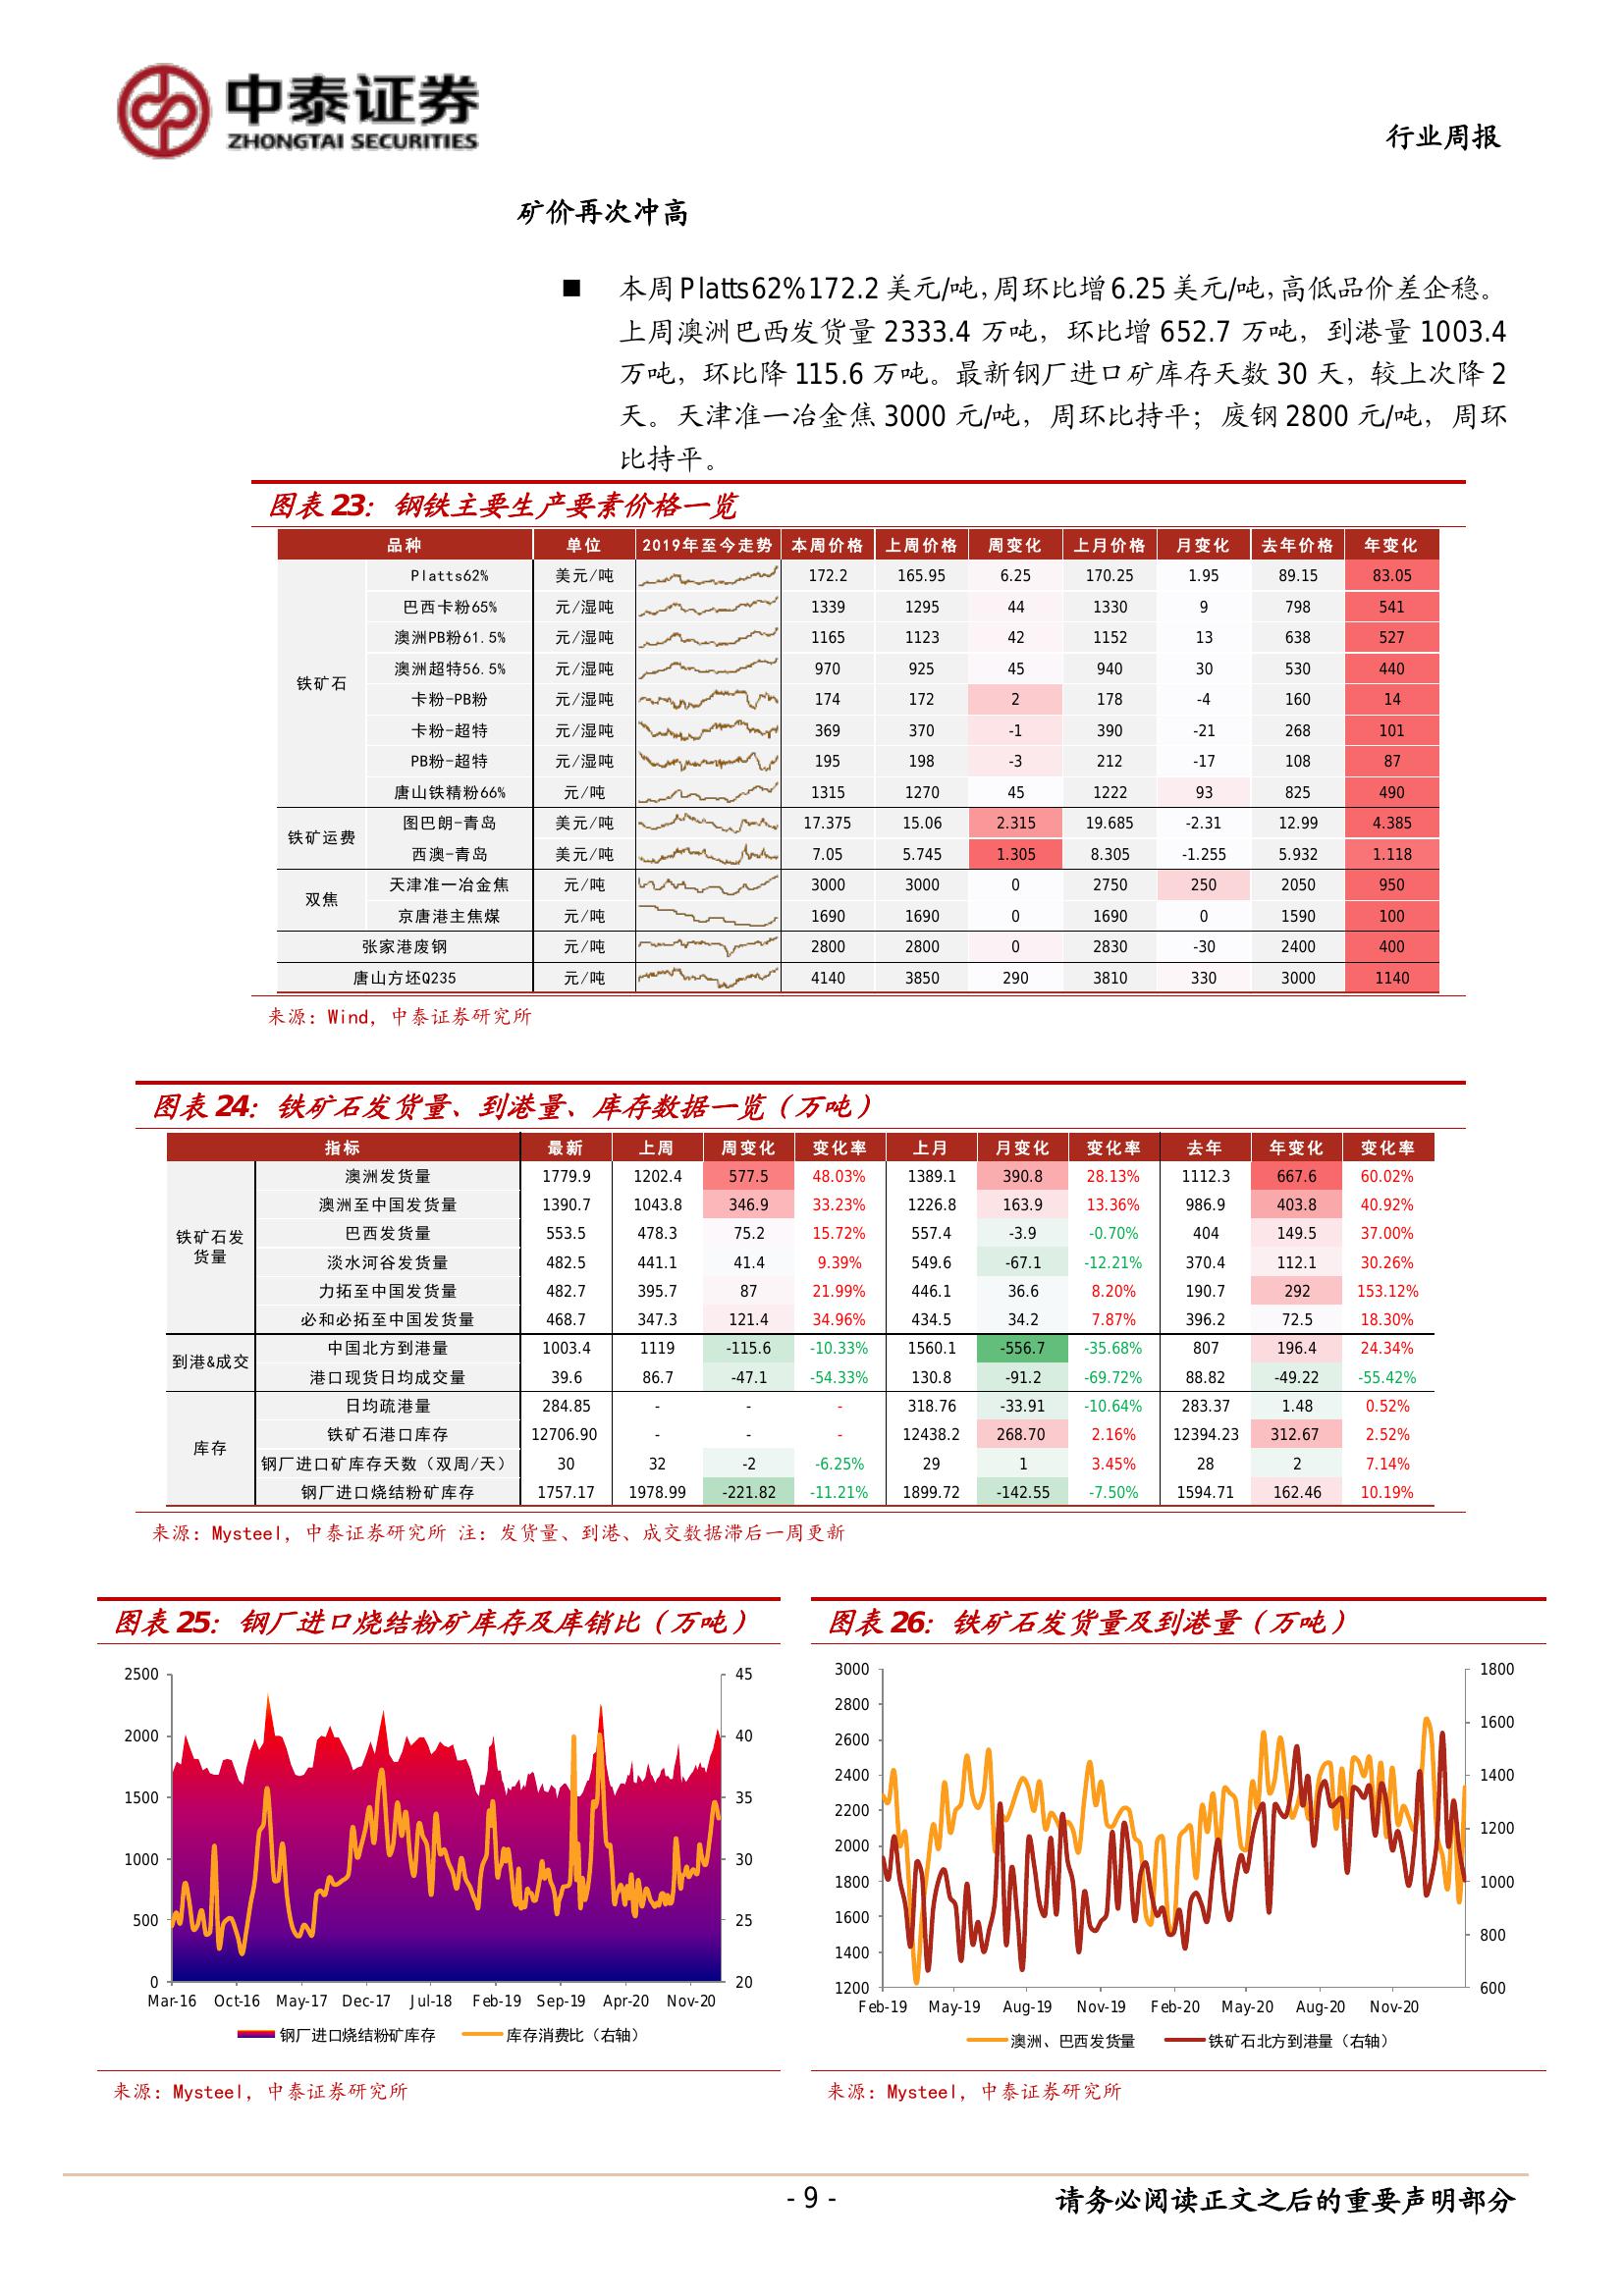 中泰证券
ZHONGTAI SECURITIES
行业周报
矿价再次冲高
■ 本周 Platts62%172.2 美元/吨，周环比增 6.25 美元/吨，高低品价差企稳。
上周澳洲巴西发货量 2333.4 万吨，环比增 652.7 万吨，到港量 1003.4
万吨，环比降 115.6 万吨。最新钢厂进口矿库存天数 30 天，较上次降 2
天。天津准一冶金焦 3000 元/吨，周环比持平；废钢 2800 元/吨，周环
比持平。
图表 23：钢铁主要生产要素价格一览
品种 单位 2019年至今走势 本周价格 上周价格 周变化 上月价格 月变化 去年价格 年变化
铁矿石
Platts62% 美元/吨 172.2 165.95 6.25 170.25 1.95 89.15 83.05
巴西卡粉65% 元/湿吨 1339 1295 44 1330 9 798 541
澳洲PB粉61.5% 元/湿吨 1165 1123 42 1152 13 638 527
澳洲超特56.5% 元/湿吨 970 925 45 940 30 530 440
卡粉-PB粉 元/湿吨 174 172 2 178 -4 160 14
卡粉-超特 元/湿吨 369 370 -1 390 -21 268 101
PB粉-超特 元/湿吨 195 198 -3 212 -17 108 87
唐山铁精粉66% 元/吨 1315 1270 45 1222 93 825 490
铁矿运费
图巴朗-青岛 美元/吨 17.375 15.06 2.315 19.685 -2.31 12.99 4.385
西澳-青岛 美元/吨 7.05 5.745 1.305 8.305 -1.255 5.932 1.118
双焦
天津准一冶金焦 元/吨 3000 3000 0 2750 250 2050 950
京唐港主焦煤 元/吨 1690 1690 0 1690 0 1590 100
张家港废钢 元/吨 2800 2800 0 2830 -30 2400 400
唐山方坯Q235 元/吨 4140 3850 290 3810 330 3000 1140
来源：Wind，中泰证券研究所
图表 24：铁矿石发货量、到港量、库存数据一览（万吨）
指标 最新 上周 周变化 变化率 上月 月变化 变化率 去年 年变化 变化率
铁矿石发
货量
澳洲发货量 1779.9 1202.4 577.5 48.03% 1389.1 390.8 28.13% 1112.3 667.6 60.02%
澳洲至中国发货量 1390.7 1043.8 346.9 33.23% 1226.8 163.9 13.36% 986.9 403.8 40.92%
巴西发货量 553.5 478.3 75.2 15.72% 557.4 -3.9 -0.70% 404 149.5 37.00%
淡水河谷发货量 482.5 441.1 41.4 9.39% 549.6 -67.1 -12.21% 370.4 112.1 30.26%
力拓至中国发货量 482.7 395.7 87 21.99% 446.1 36.6 8.20% 190.7 292 153.12%
必和必拓至中国发货量 468.7 347.3 121.4 34.96% 434.5 34.2 7.87% 396.2 72.5 18.30%
到港&成交
中国北方到港量 1003.4 1119 -115.6 -10.33% 1560.1 -556.7 -35.68% 807 196.4 24.34%
港口现货日均成交量 39.6 86.7 -47.1 -54.33% 130.8 -91.2 -69.72% 88.82 -49.22 -55.42%
库存
日均疏港量 284.85 - - - 318.76 -33.91 -10.64% 283.37 1.48 0.52%
铁矿石港口库存 12706.90 - - - 12438.2 268.70 2.16% 12394.23 312.67 2.52%
钢厂进口矿库存天数（双周/天） 30 32 -2 -6.25% 29 1 3.45% 28 2 7.14%
钢厂进口烧结粉矿库存 1757.17 1978.99 -221.82 -11.21% 1899.72 -142.55 -7.50% 1594.71 162.46 10.19%
来源：Mysteel，中泰证券研究所 注：发货量、到港、成交数据滞后一周更新
图表 25：钢厂进口烧结粉矿库存及库销比（万吨）
2500 45
2000 40
1500 35
1000 30
500 25
0 20
Mar-16 Oct-16 May-17 Dec-17 Jul-18 Feb-19 Sep-19 Apr-20 Nov-20
钢厂进口烧结粉矿库存 库存消费比（右轴）
来源：Mysteel，中泰证券研究所
图表 26：铁矿石发货量及到港量（万吨）
3000 1800
2800
2600 1600
2400 1400
2200
2000 1200
1800 1000
1600
1400 800
1200 600
Feb-19 May-19 Aug-19 Nov-19 Feb-20 May-20 Aug-20 Nov-20
澳洲、巴西发货量 铁矿石北方到港量（右轴）
来源：Mysteel，中泰证券研究所
- 9 -
请务必阅读正文之后的重要声明部分